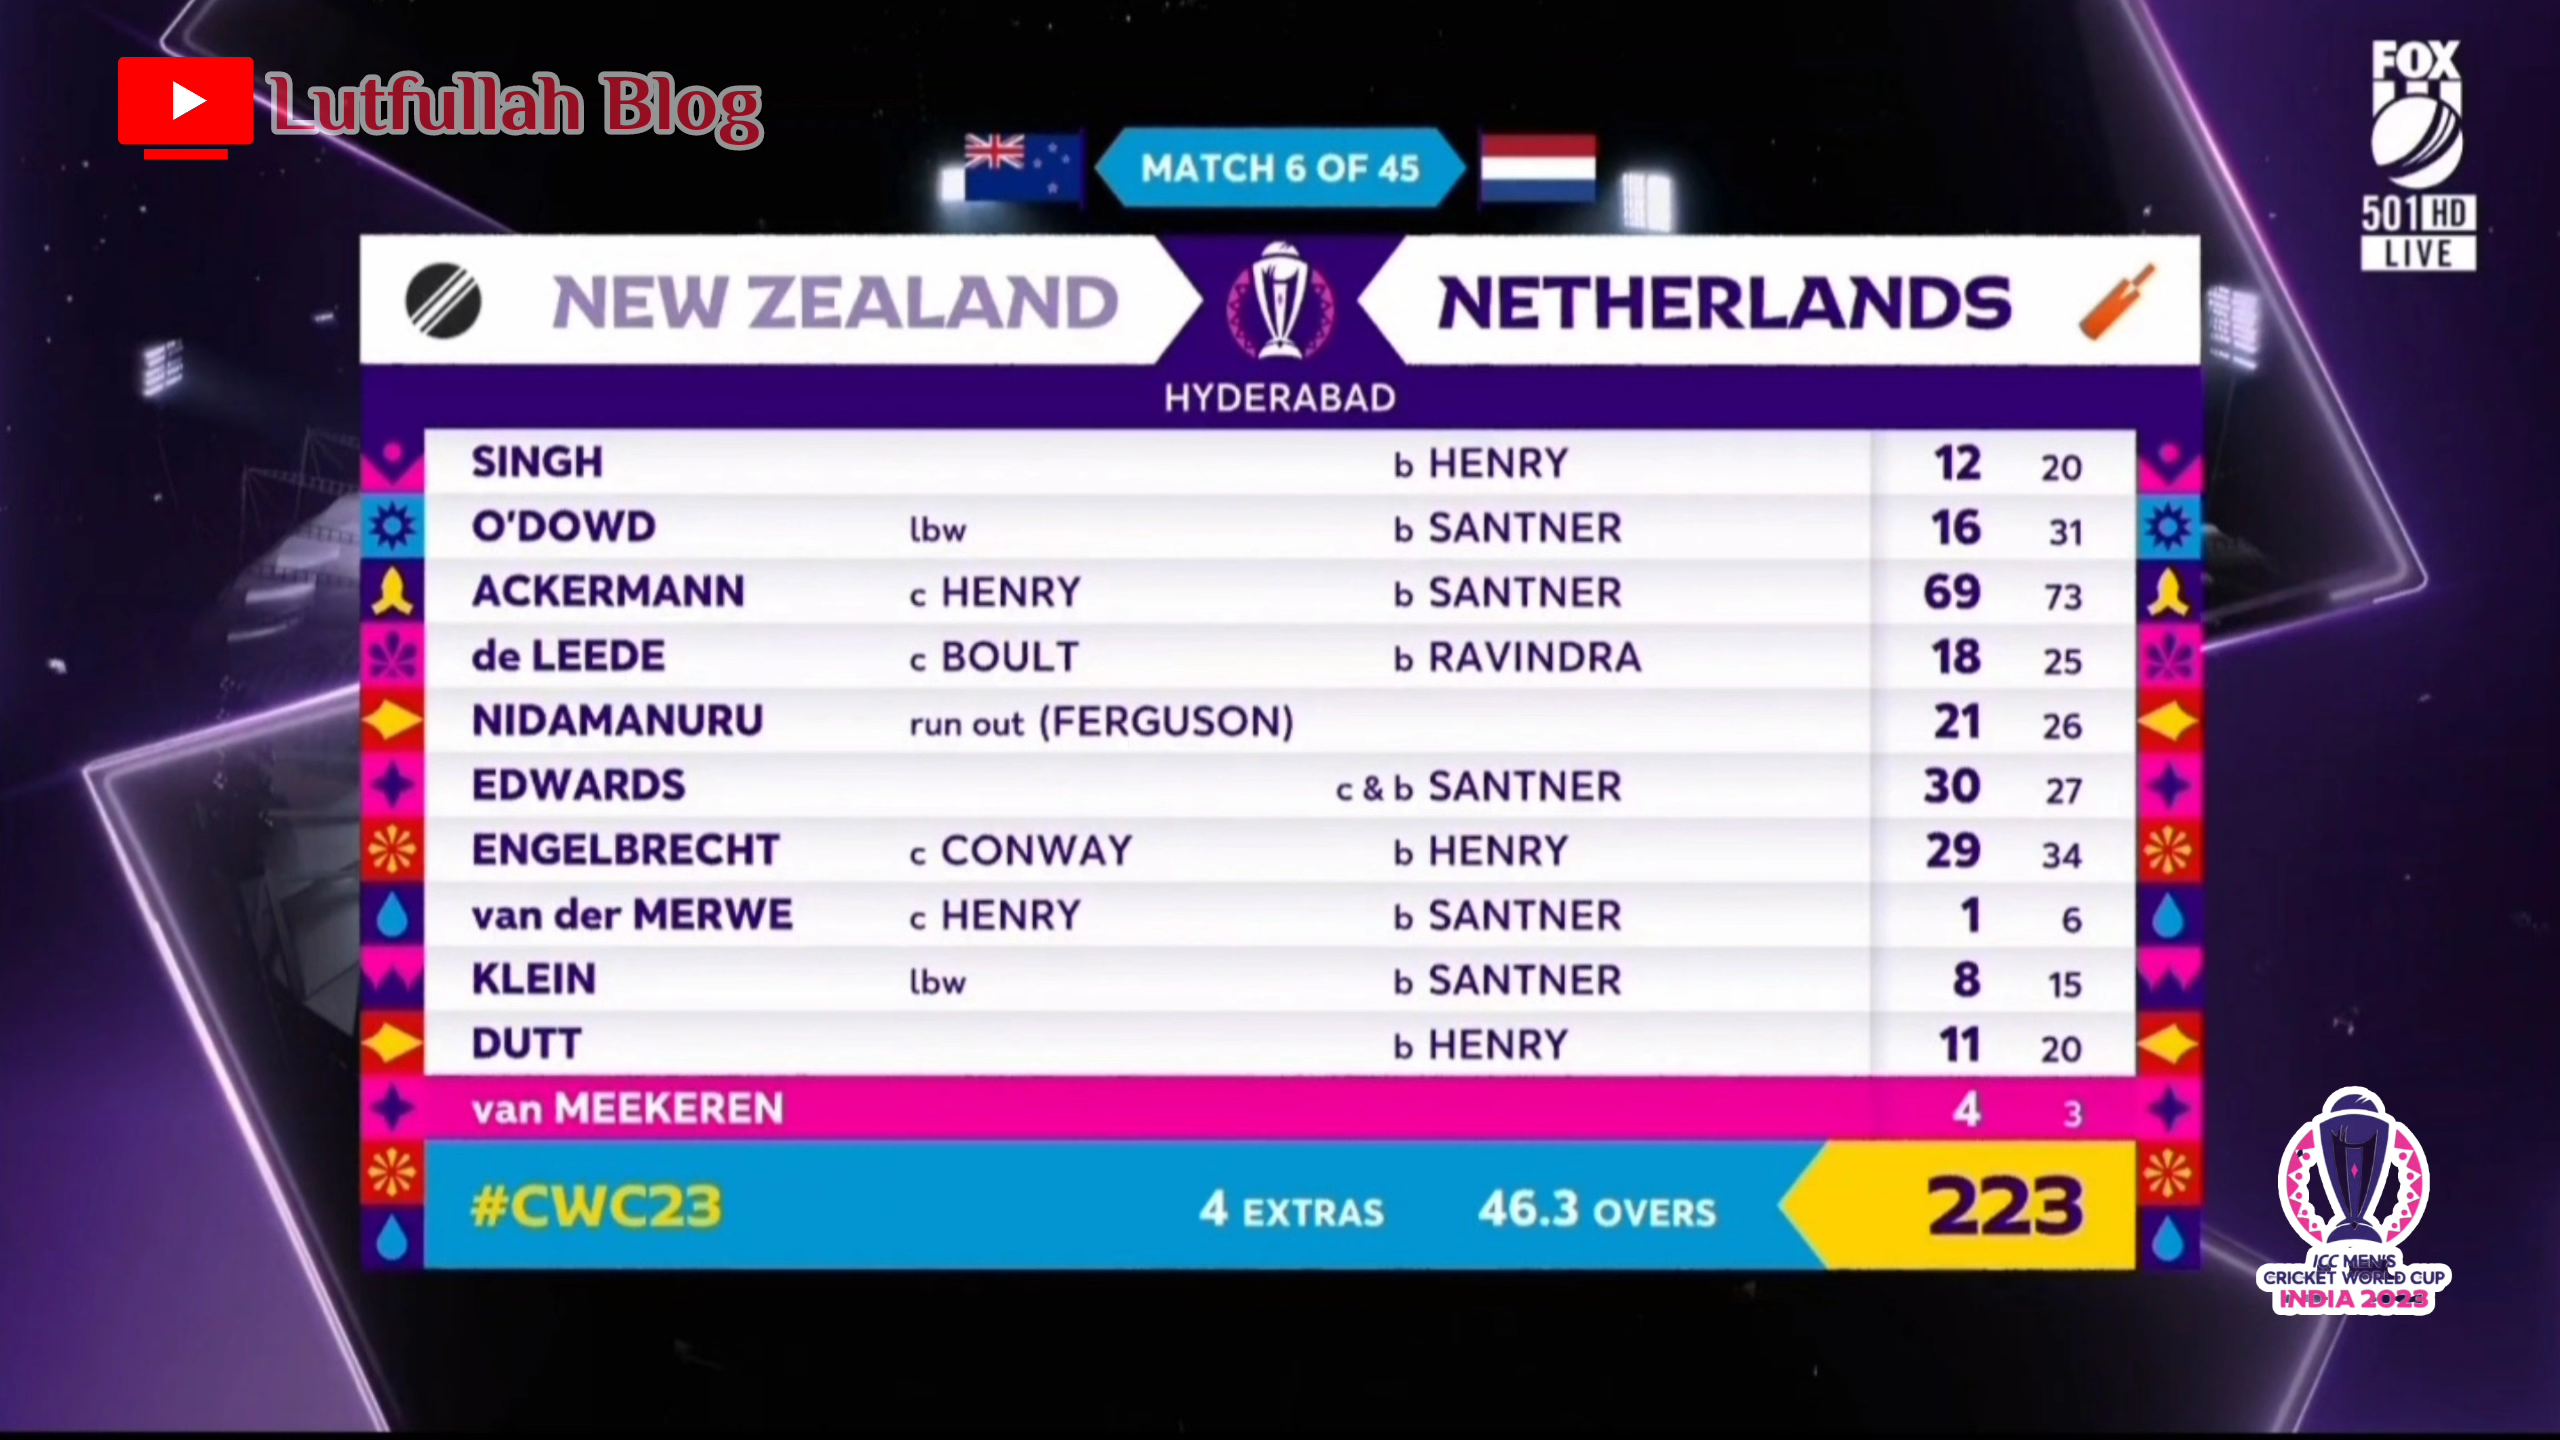 Lutfullah Blog
FOX
501 HD
LIVE
MATCH 6 OF 45
NEW ZEALAND NETHERLANDS
HYDERABAD
SINGH b HENRY 12 20
O'DOWD lbw b SANTNER 16 31
ACKERMANN c HENRY b SANTNER 69 73
de LEEDE c BOULT b RAVINDRA 18 25
NIDAMANURU run out (FERGUSON) 21 26
EDWARDS c & b SANTNER 30 27
ENGELBRECHT c CONWAY b HENRY 29 34
van der MERWE c HENRY b SANTNER 1 6
KLEIN lbw b SANTNER 8 15
DUTT b HENRY 11 20
van MEEKEREN 4 3
#CWC23 4 EXTRAS 46.3 OVERS 223
ICC MEN'S
CRICKET WORLD CUP
INDIA 2023